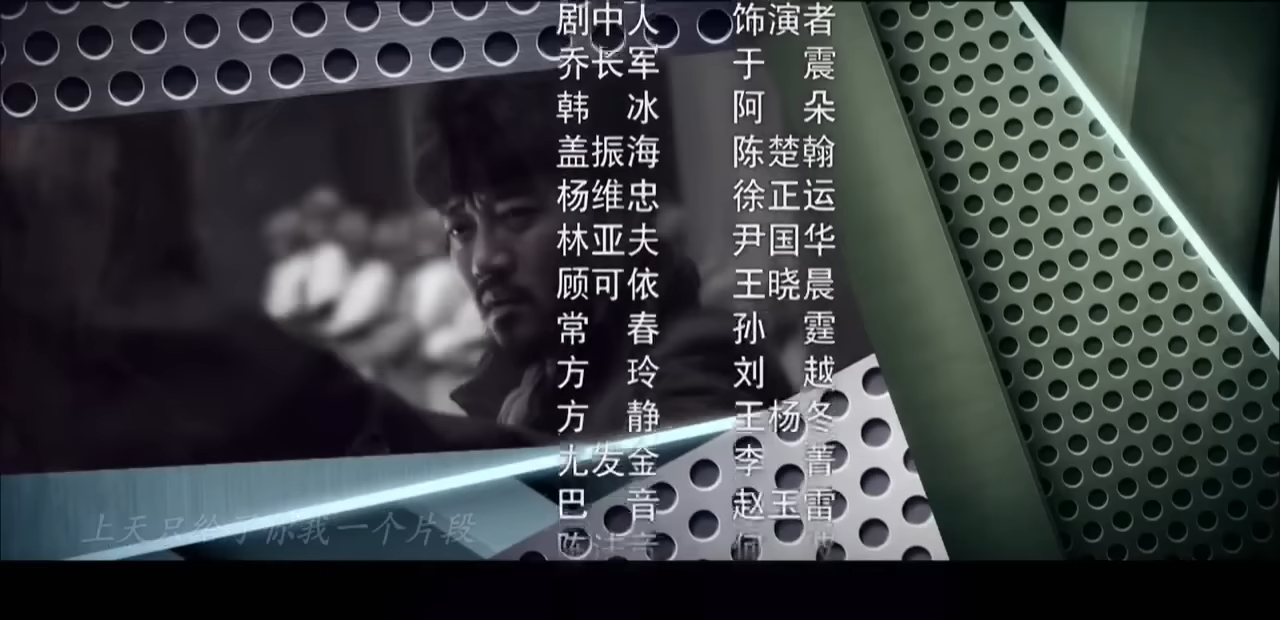 剧中人 饰演者
乔长军 于震
韩冰 阿朵
盖振海 陈楚翰
杨维忠 徐正运
林亚夫 尹国华
顾可依 王晓晨
常春 孙霆
方玲 刘越
方静 王杨冬
尤发金 李菁
巴音 赵玉雷
上天只给了你我一个片段